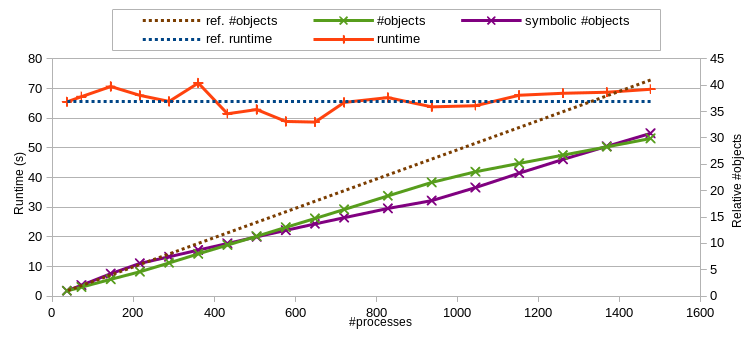 ref. #objects #objects symbolic #objects
ref. runtime runtime
80 45
70 40
60 35
50 30
40 25
30 20
20 15
10 10
0 5
0
Runtime (s)
Relative #objects
0 200 400 600 800 1000 1200 1400 1600
#processes